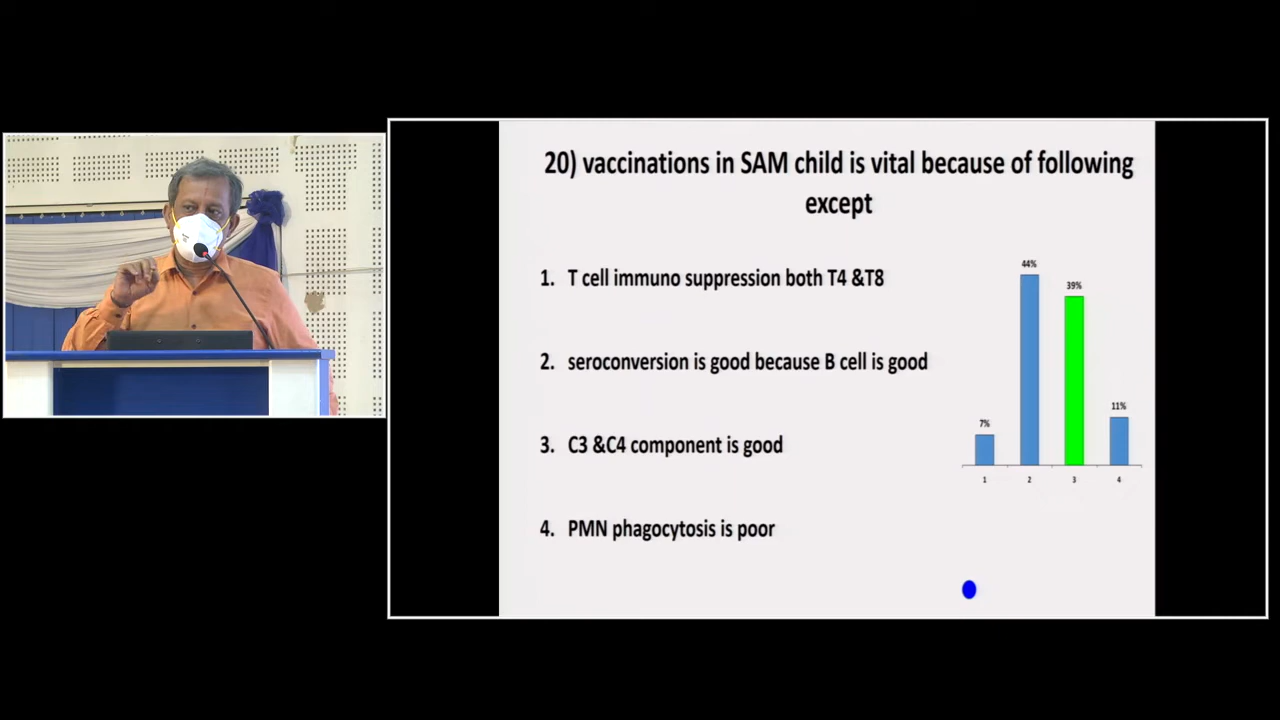 20) vaccinations in SAM child is vital because of following
except
1. T cell immuno suppression both T4 &T8
2. seroconversion is good because B cell is good
3. C3 &C4 component is good
4. PMN phagocytosis is poor
7%
44%
39%
11%
1
2
3
4